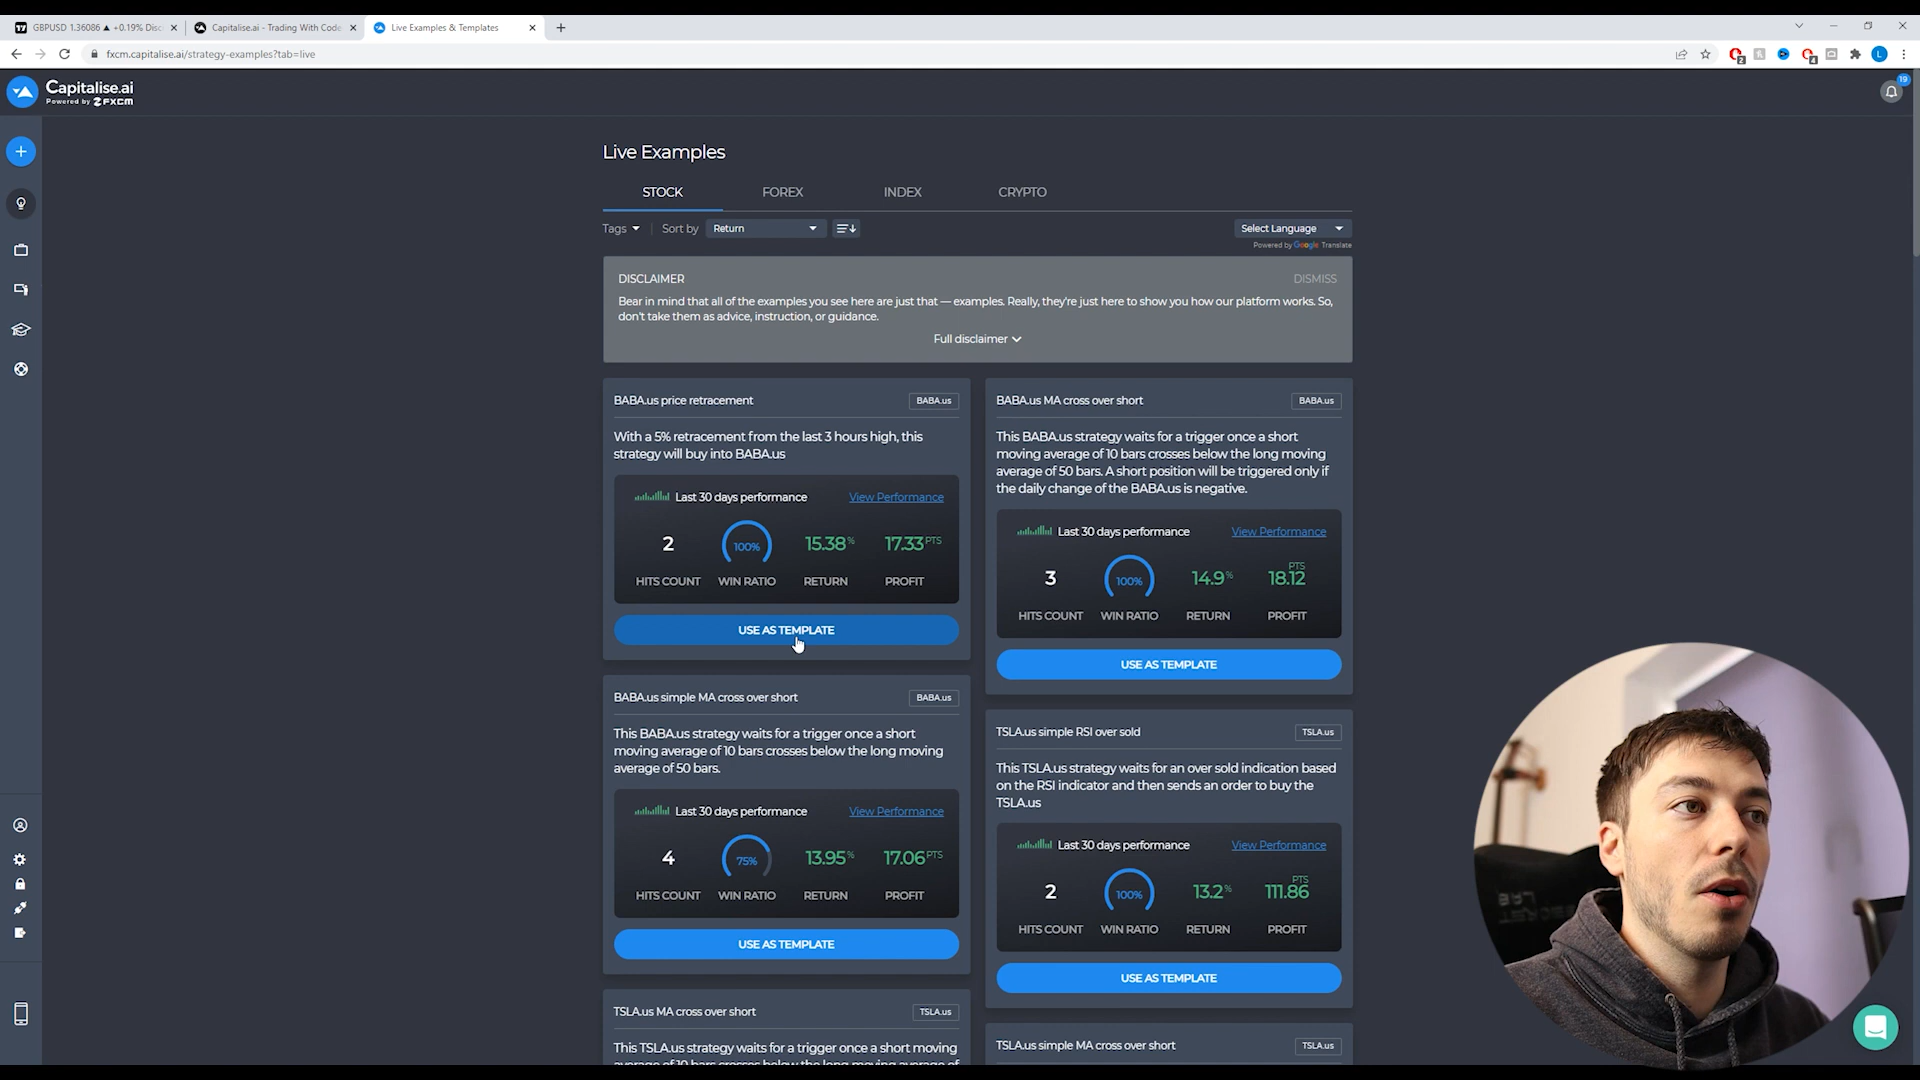 GBPUSD 1.36086 ▲ +0.19% Disc
Capitalise.ai - Trading With Code
Live Examples & Templates
fxcm.capitalise.ai/strategy-examples?tab=live
2
4
L
Capitalise.ai
Powered by FXCM
19
Live Examples
STOCK FOREX INDEX CRYPTO
Tags Sort by Return Select Language
Powered by Google Translate
DISCLAIMER DISMISS
Bear in mind that all of the examples you see here are just that — examples. Really, they're just here to show you how our platform works. So,
don't take them as advice, instruction, or guidance.
Full disclaimer
BABA.us price retracement BABA.us
With a 5% retracement from the last 3 hours high, this
strategy will buy into BABA.us
Last 30 days performance View Performance
2 100% 15.38% 17.33 PTS
HITS COUNT WIN RATIO RETURN PROFIT
USE AS TEMPLATE
BABA.us MA cross over short BABA.us
This BABA.us strategy waits for a trigger once a short
moving average of 10 bars crosses below the long moving
average of 50 bars. A short position will be triggered only if
the daily change of the BABA.us is negative.
Last 30 days performance View Performance
3 100% 14.9% 18.12 PTS
HITS COUNT WIN RATIO RETURN PROFIT
USE AS TEMPLATE
BABA.us simple MA cross over short BABA.us
This BABA.us strategy waits for a trigger once a short
moving average of 10 bars crosses below the long moving
average of 50 bars.
Last 30 days performance View Performance
4 75% 13.95% 17.06 PTS
HITS COUNT WIN RATIO RETURN PROFIT
USE AS TEMPLATE
TSLA.us simple RSI over sold TSLA.us
This TSLA.us strategy waits for an over sold indication based
on the RSI indicator and then sends an order to buy the
TSLA.us
Last 30 days performance View Performance
2 100% 13.2% 111.86 PTS
HITS COUNT WIN RATIO RETURN PROFIT
USE AS TEMPLATE
TSLA.us MA cross over short TSLA.us
This TSLA.us strategy waits for a trigger once a short moving
average of 10 bars crosses below the long moving average of
TSLA.us simple MA cross over short TSLA.us